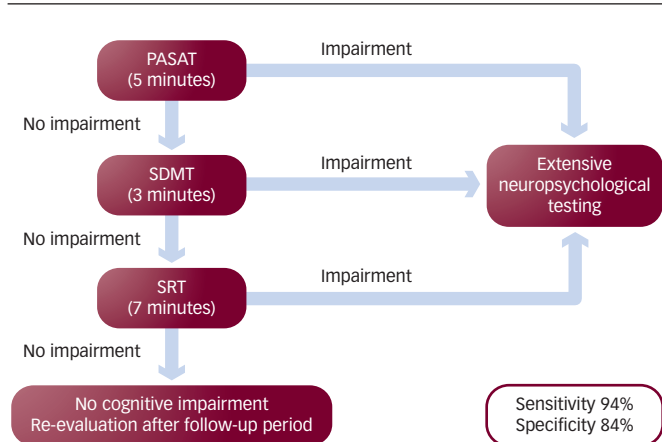 PASAT
(5 minutes)
Impairment
No impairment
SDMT
(3 minutes)
Impairment
Extensive
neuropsychological
testing
No impairment
SRT
(7 minutes)
Impairment
No impairment
No cognitive impairment
Re-evaluation after follow-up period
Sensitivity 94%
Specificity 84%